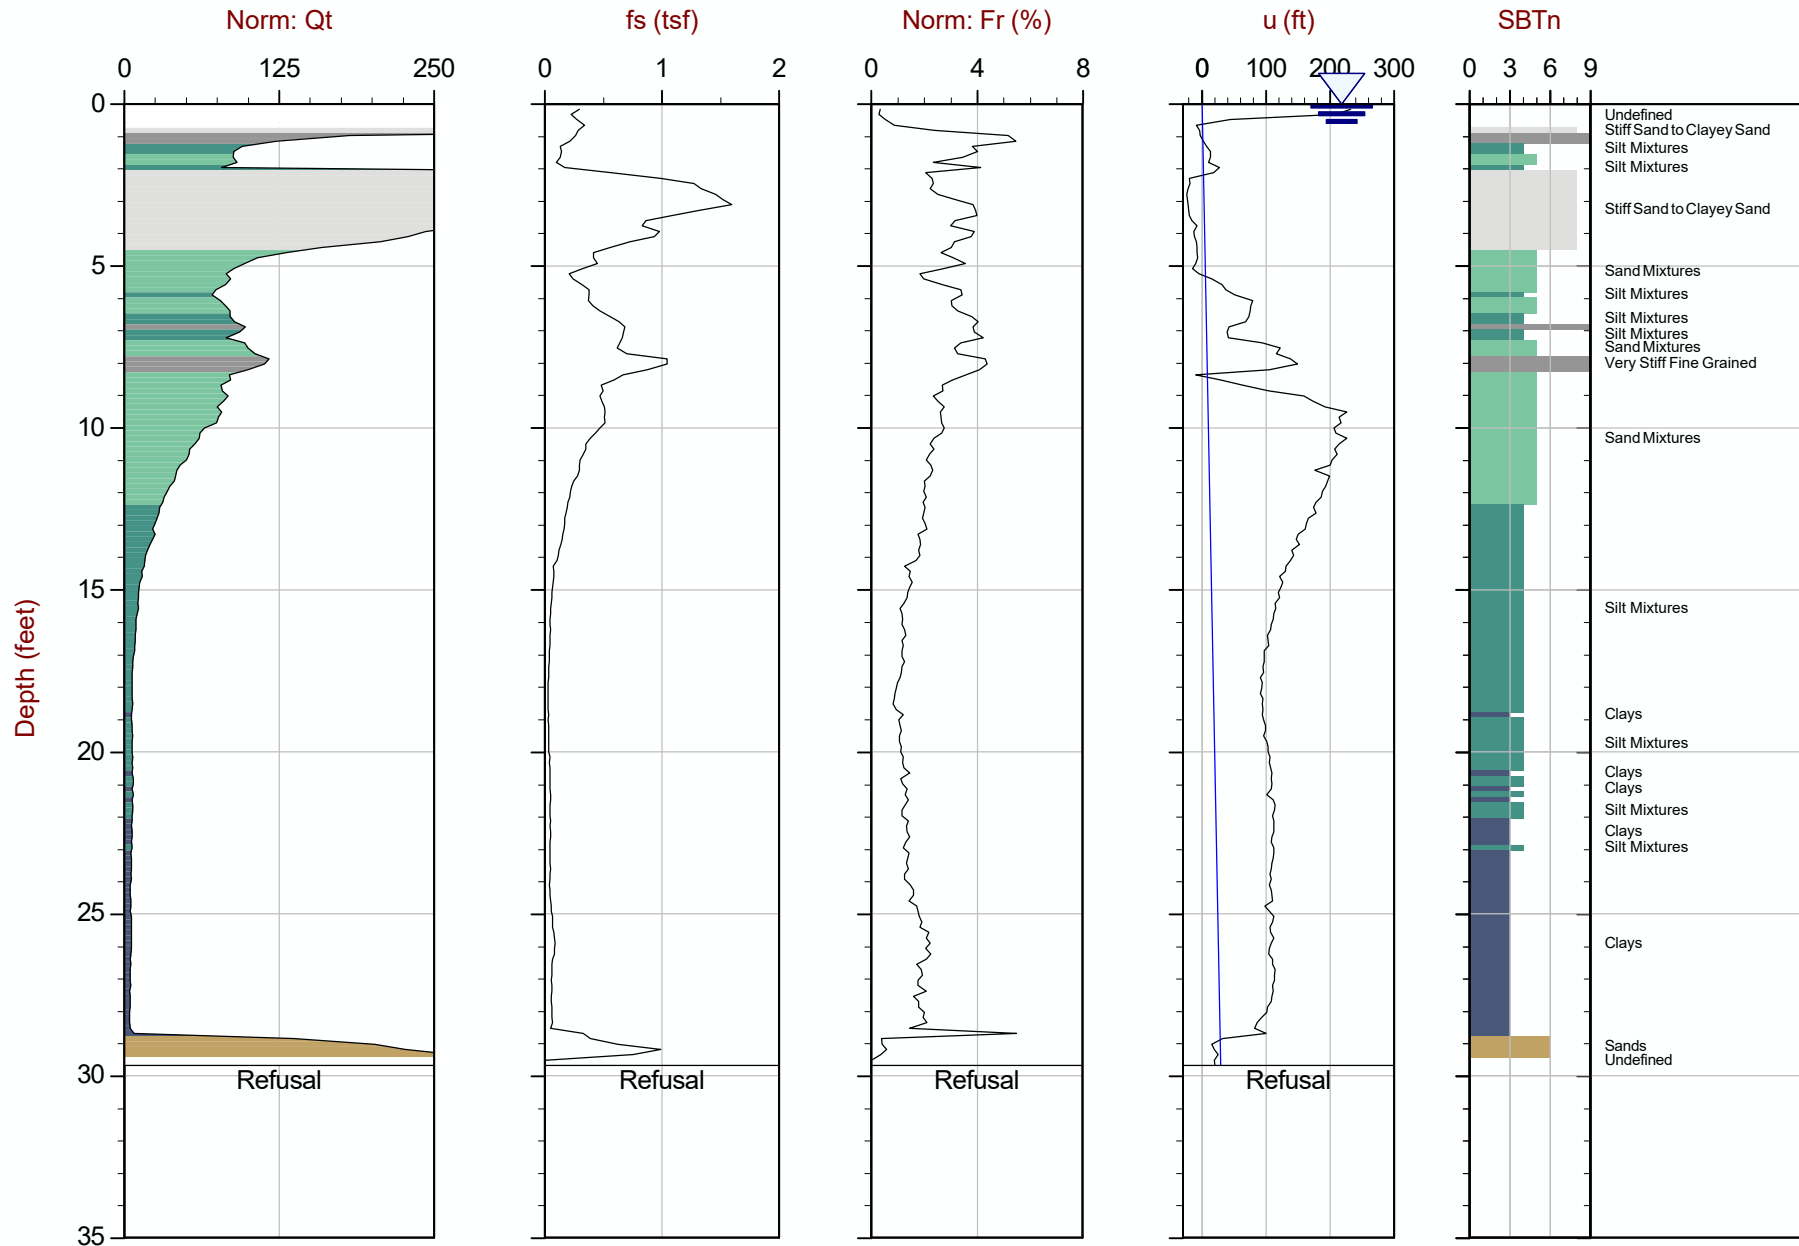 Norm: Qt
fs (tsf)
Norm: Fr (%)
u (ft)
SBTn
0 125 250
0 1 2
0 4 8
0 100 200 300
0 3 6 9
Depth (feet)
0
5
10
15
20
25
30
35
Undefined
Stiff Sand to Clayey Sand
Silt Mixtures
Silt Mixtures
Stiff Sand to Clayey Sand
Sand Mixtures
Silt Mixtures
Silt Mixtures
Silt Mixtures
Sand Mixtures
Very Stiff Fine Grained
Sand Mixtures
Silt Mixtures
Clays
Silt Mixtures
Clays
Clays
Silt Mixtures
Clays
Silt Mixtures
Clays
Sands
Undefined
Refusal
Refusal
Refusal
Refusal